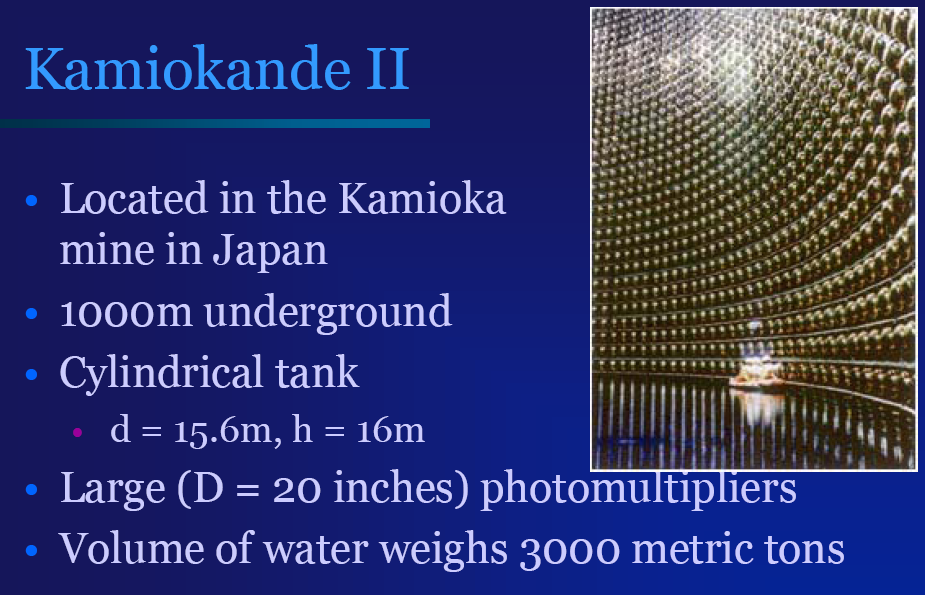 Kamiokande II
• Located in the Kamioka
mine in Japan
• 1000m underground
• Cylindrical tank
• d = 15.6m, h = 16m
• Large (D = 20 inches) photomultipliers
• Volume of water weighs 3000 metric tons